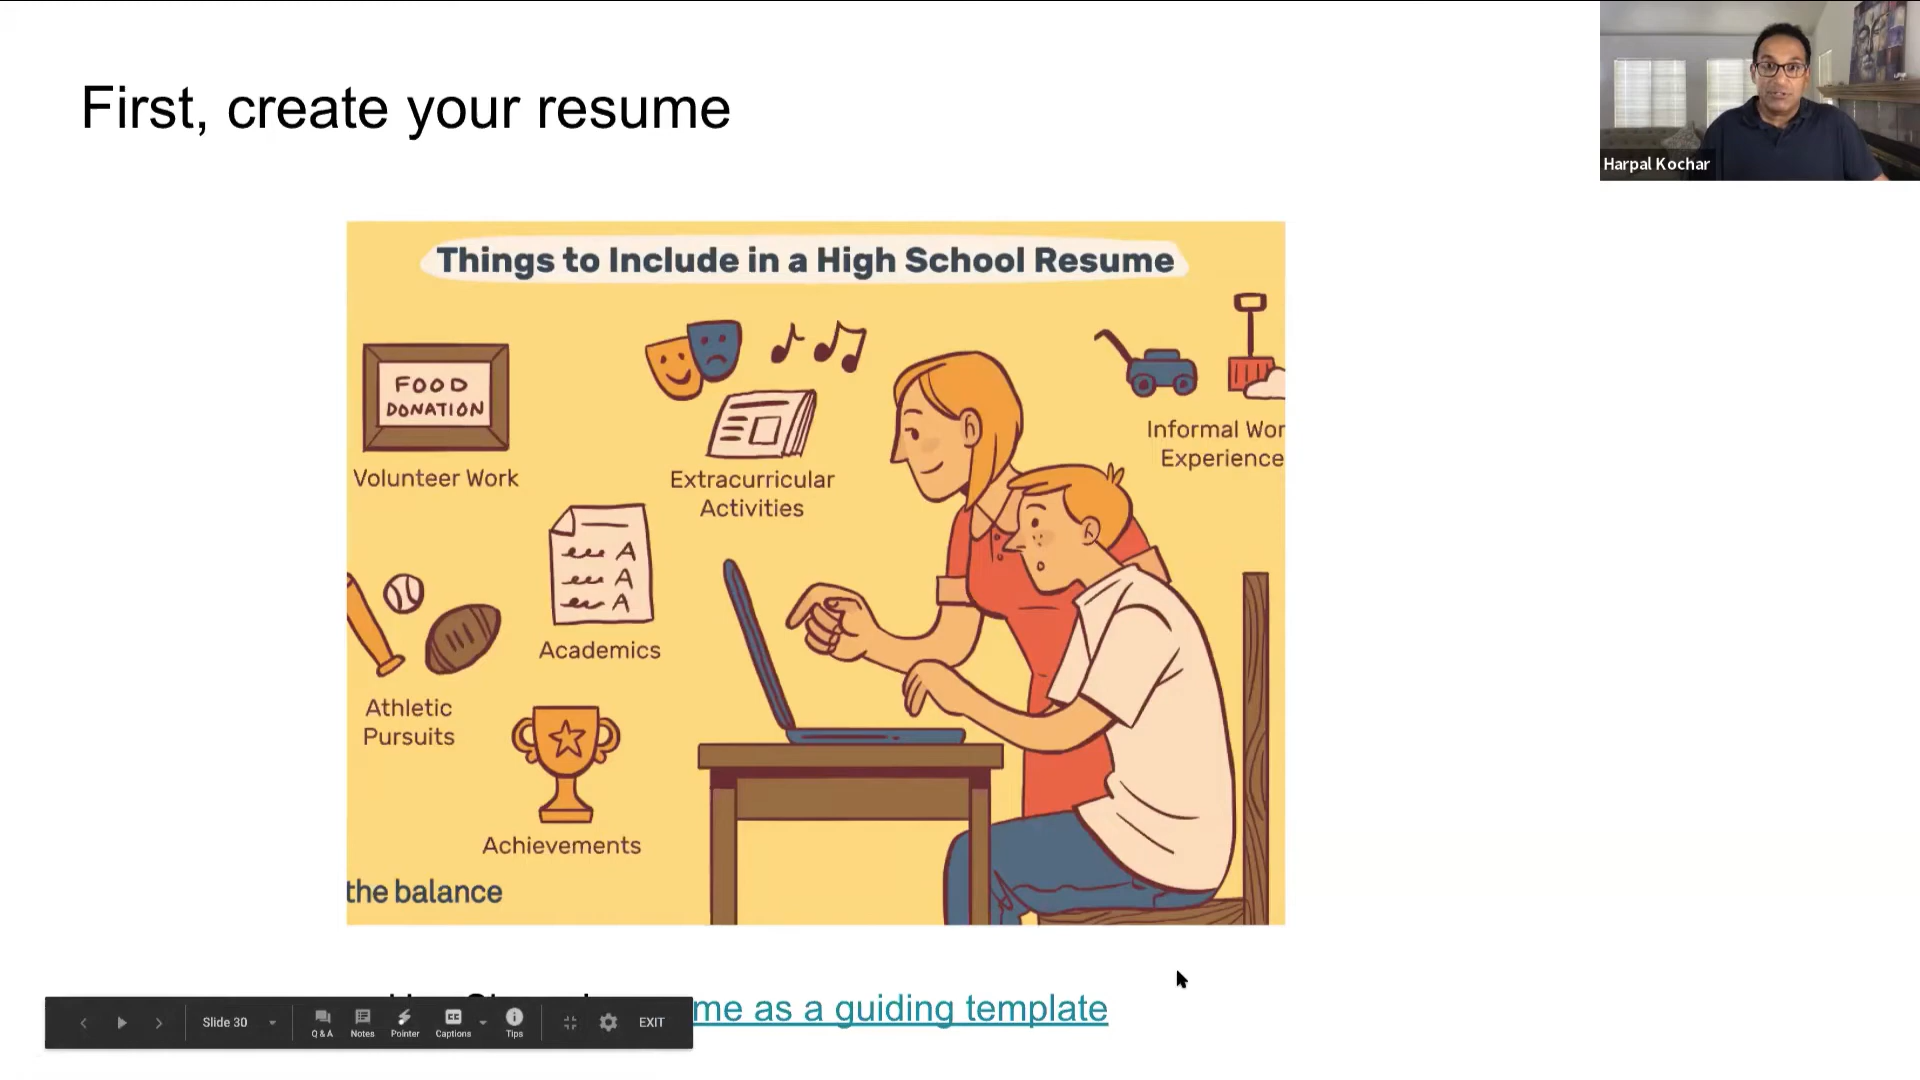 First, create your resume
Harpal Kochar
Things to Include in a High School Resume
FOOD
DONATION
Volunteer Work
Extracurricular
Activities
Informal Wor
Experience
A
A
A
Academics
Athletic
Pursuits
Achievements
the balance
me as a guiding template
Slide 30
Q & A
Notes
Pointer
CC
Captions
Tips
EXIT